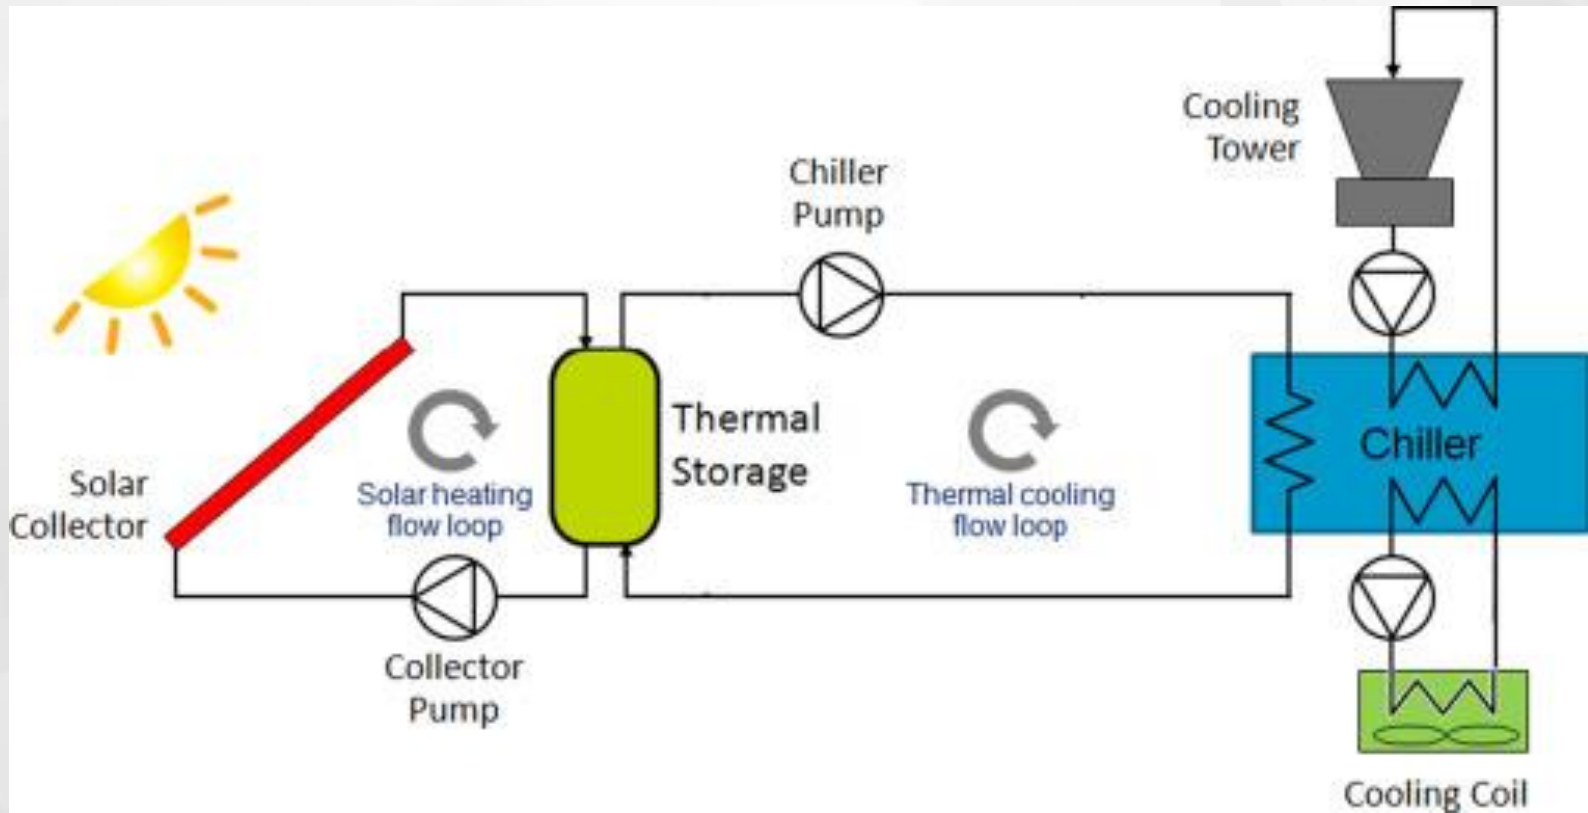 Cooling
Tower
Chiller
Pump
Thermal
Storage
Solar
Collector
Solar heating
flow loop
Thermal cooling
flow loop
Chiller
Collector
Pump
Cooling Coil